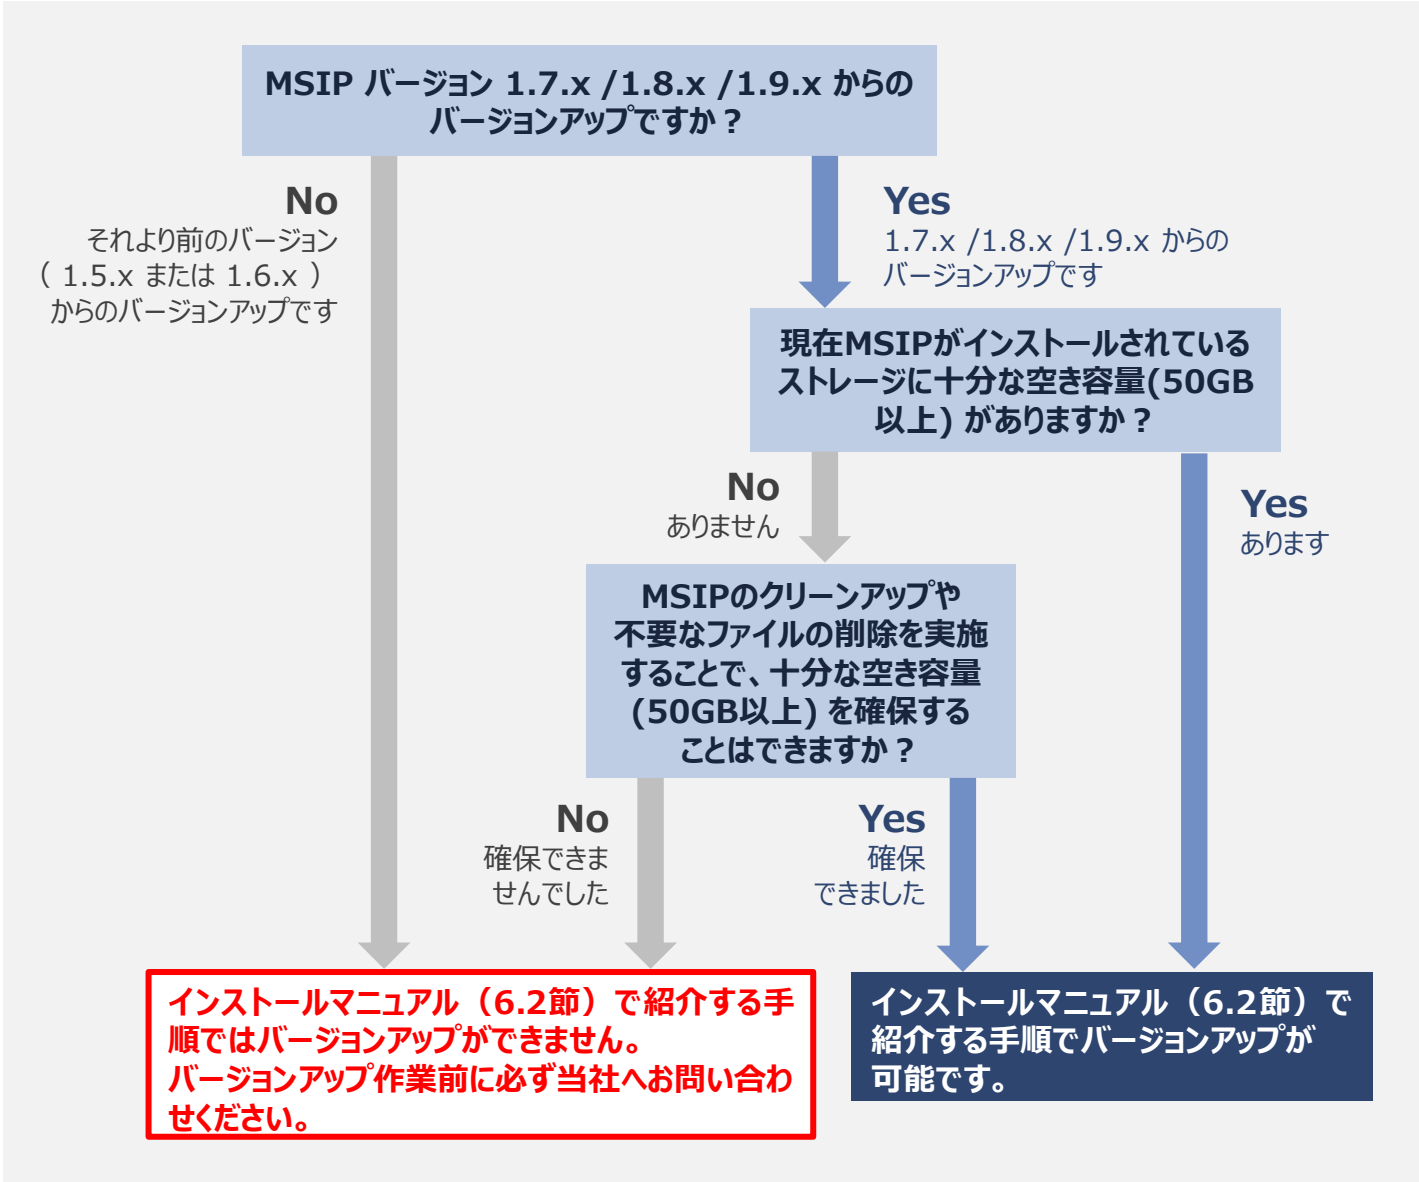 MSIP バージョン 1.7.x /1.8.x /1.9.x からの
バージョンアップですか？
No
それより前のバージョン
（ 1.5.x または 1.6.x ）
からのバージョンアップです
Yes
1.7.x /1.8.x /1.9.x からの
バージョンアップです
現在MSIPがインストールされている
ストレージに十分な空き容量(50GB
以上) がありますか？
No
ありません
Yes
あります
MSIPのクリーンアップや
不要なファイルの削除を実施
することで、十分な空き容量
(50GB以上) を確保する
ことはできますか？
No
確保できま
せんでした
Yes
確保
できました
インストールマニュアル（6.2節）で紹介する手
順ではバージョンアップができません。
バージョンアップ作業前に必ず当社へお問い合わ
せください。
インストールマニュアル（6.2節）で
紹介する手順でバージョンアップが
可能です。